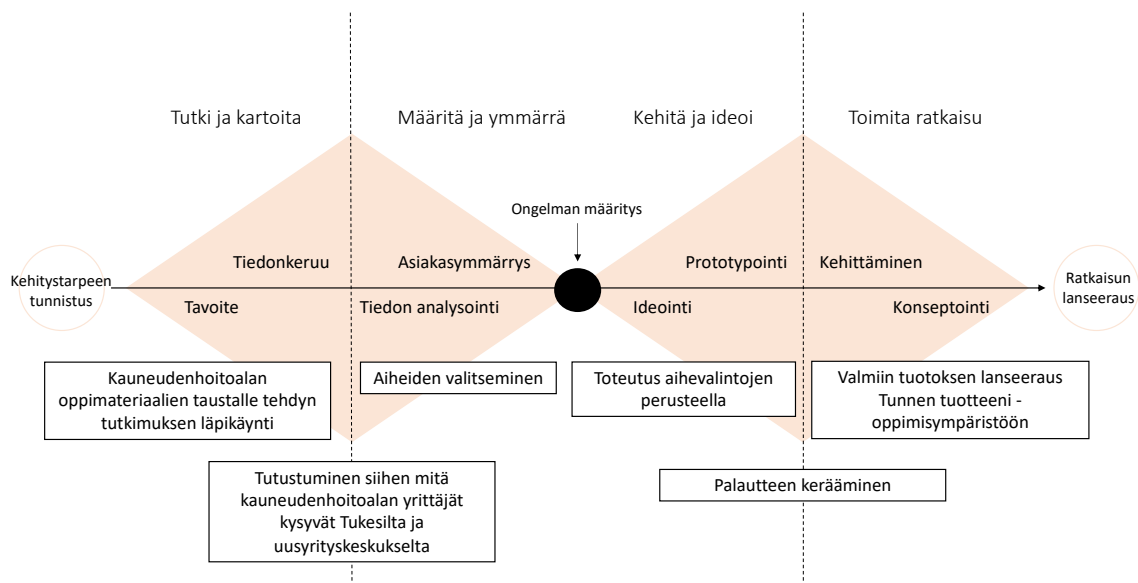 Tutki ja kartoita
Määritä ja ymmärrä
Kehitä ja ideoi
Toimita ratkaisu
Ongelman määritys
Kehitystarpeen
tunnistus
Tiedonkeruu
Asiakasymmärrys
Prototypointi
Kehittäminen
Ratkaisun
lanseeraus
Tavoite
Tiedon analysointi
Ideointi
Konseptointi
Kauneudenhoitoalan
oppimateriaalien taustalle tehdyn
tutkimuksen läpikäynti
Aiheiden valitseminen
Toteutus aihevalintojen
perusteella
Valmiin tuotoksen lanseeraus
Tunnen tuotteeni -
oppimisympäristöön
Tutustuminen siihen mitä
kauneudenhoitoalan yrittäjät
kysyvät Tukesilta ja
uusyrityskeskukselta
Palautteen kerääminen